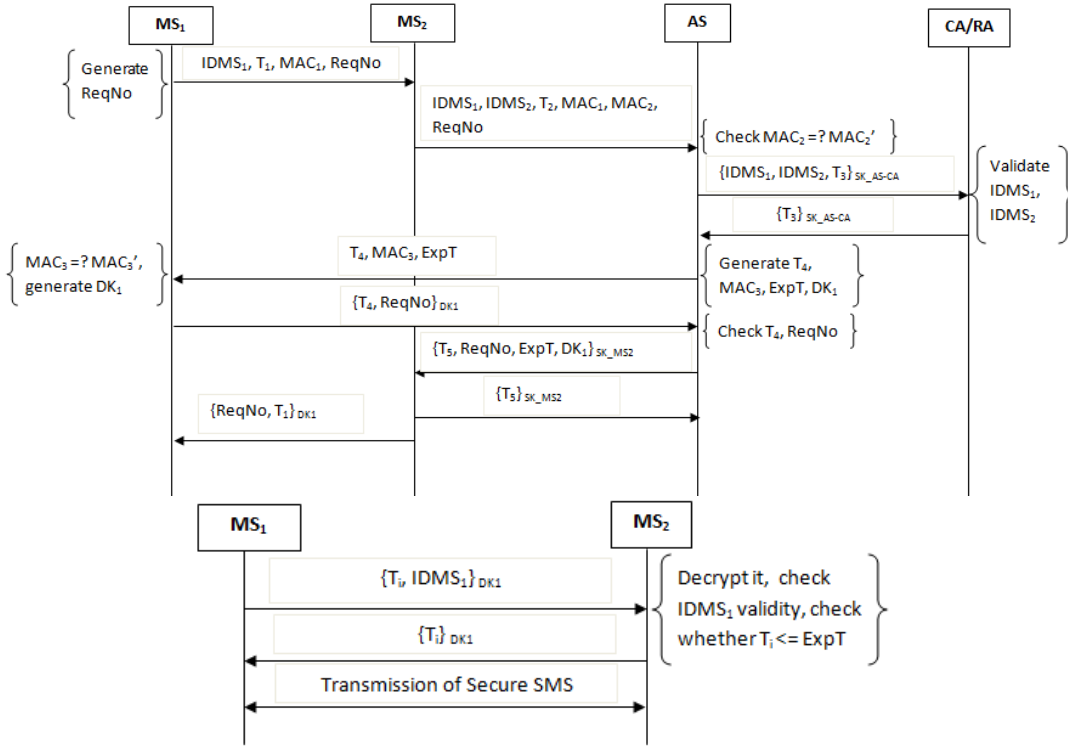 MS₁
MS₂
AS
CA/RA
Generate
ReqNo
IDMS₁, T₁, MAC₁, ReqNo
IDMS₁, IDMS₂, T₂, MAC₁, MAC₂,
ReqNo
Check MAC₂ =? MAC₂'
{IDMS₁, IDMS₂, T₃}SK_AS-CA
Validate
IDMS₁,
IDMS₂
{T₃}SK_AS-CA
T₄, MAC₃, ExpT
MAC₃ =? MAC₃',
generate DK₁
Generate T₄,
MAC₃, ExpT, DK₁
{T₄, ReqNo}DK1
Check T₄, ReqNo
{T₅, ReqNo, ExpT, DK₁}SK_MS2
{T₅}SK_MS2
{ReqNo, T₁}DK1
MS₁
MS₂
{Tᵢ, IDMS₁}DK1
Decrypt it, check
IDMS₁ validity, check
whether Tᵢ <= ExpT
{Tᵢ}DK1
Transmission of Secure SMS